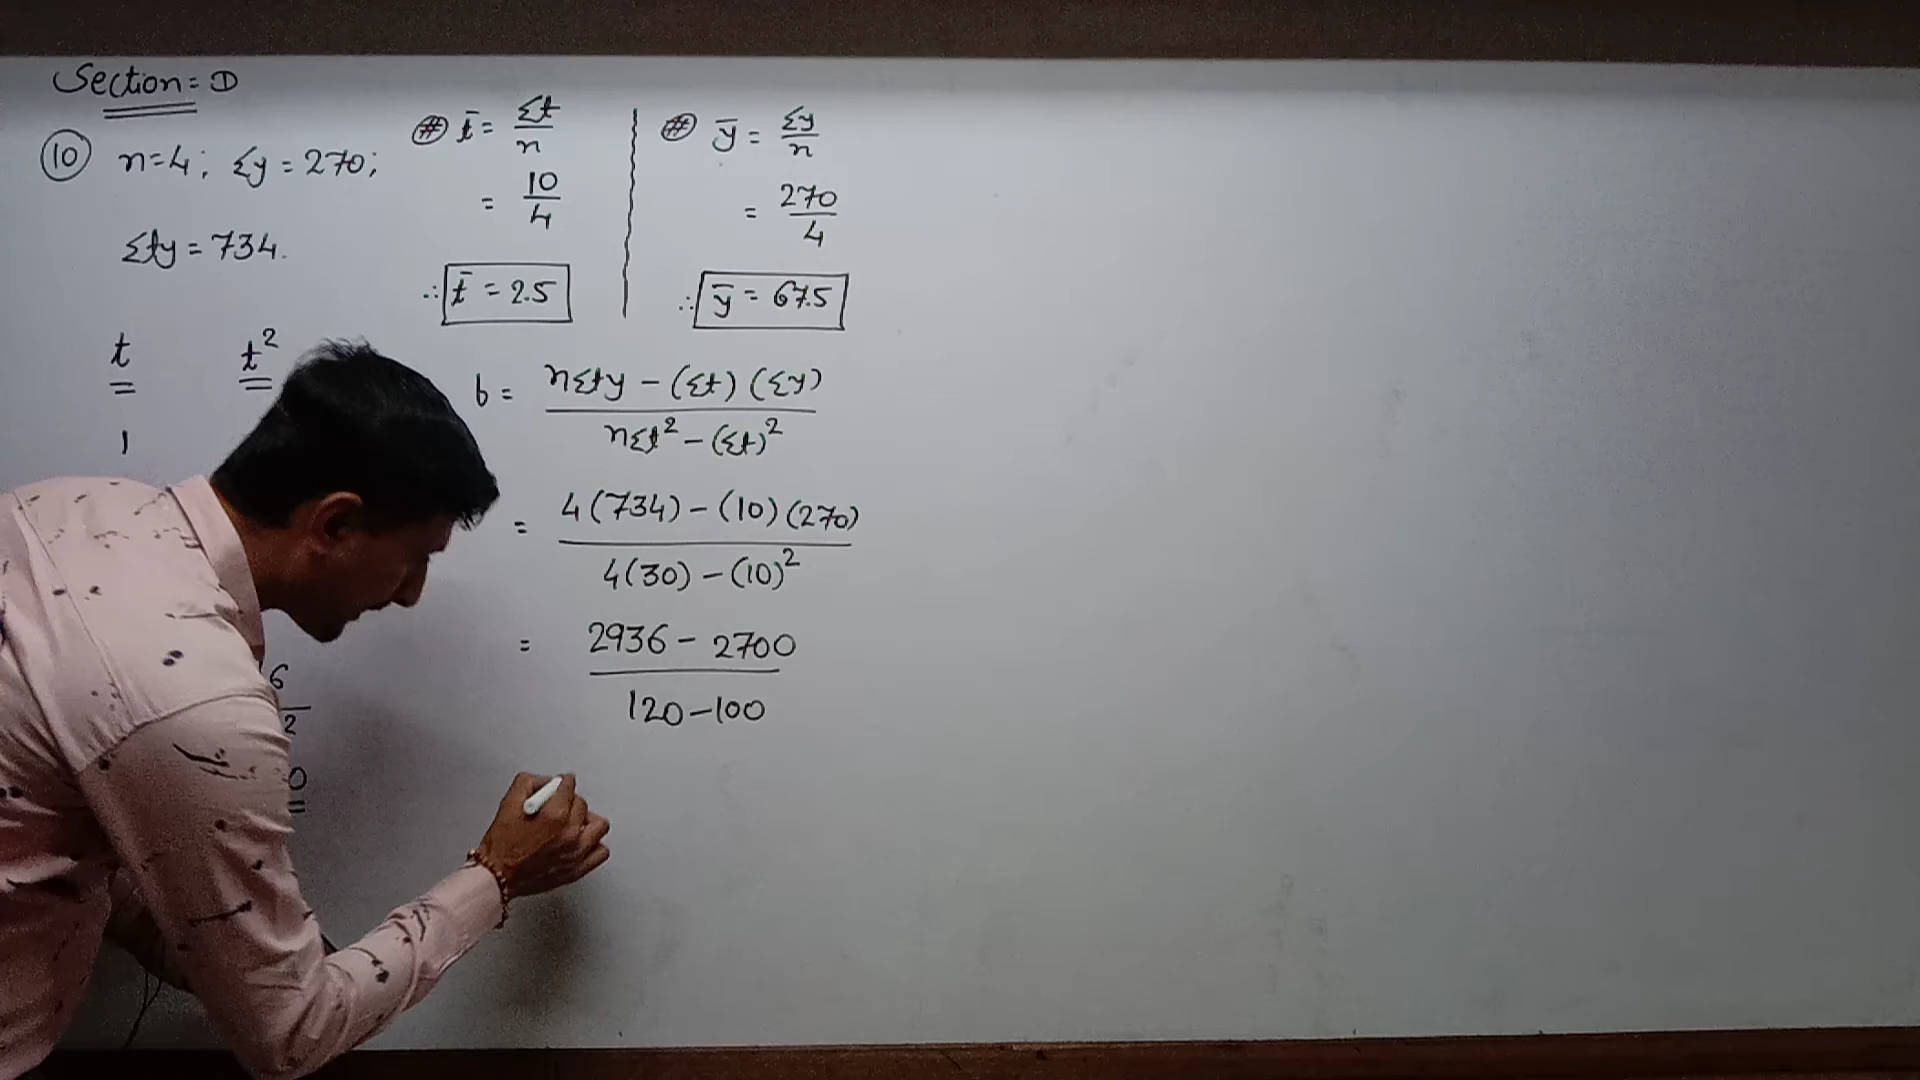 Section = D
10 n=4; Σy = 270;
Σty = 734.
t t²
1
6
2
0
# t̄ = Σt/n
= 10/4
∴ t̄ = 2.5
# ȳ = Σy/n
= 270/4
∴ ȳ = 67.5
b = nΣty - (Σt) (Σy) / nΣt² - (Σt)²
= 4(734) - (10)(270) / 4(30) - (10)²
= 2936 - 2700 / 120 - 100